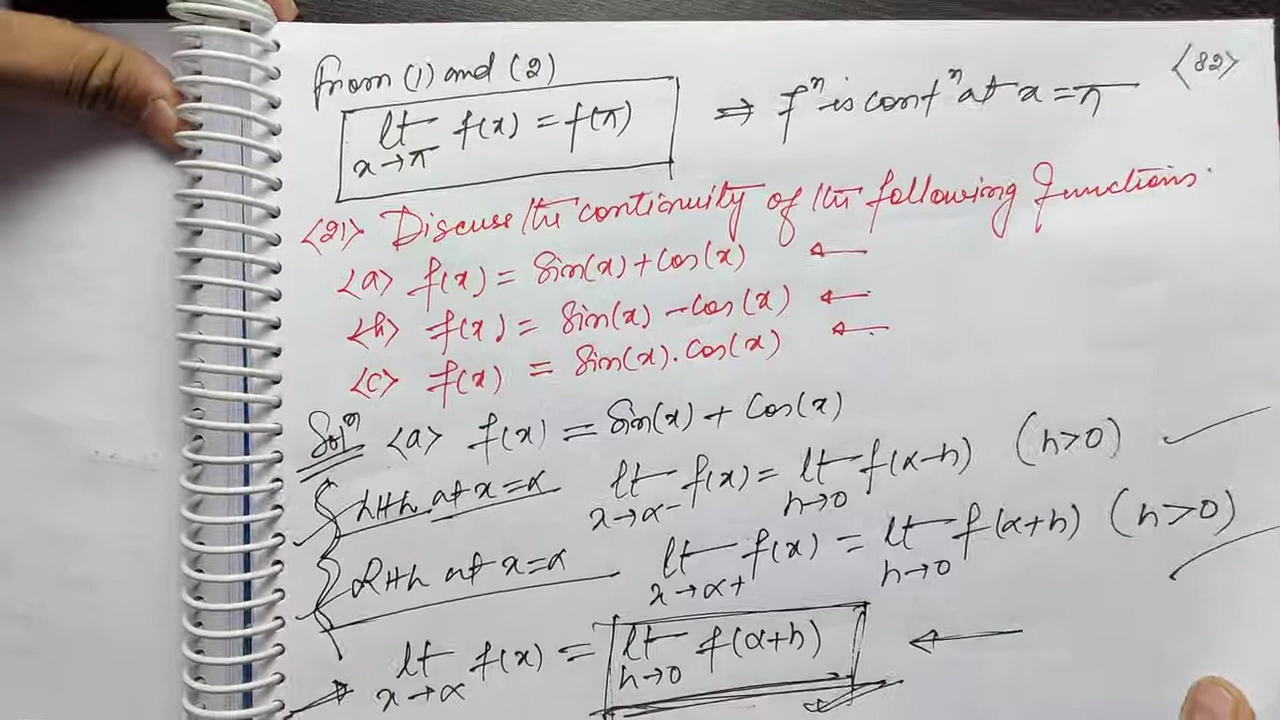 from (1) and (2) <82>
lt x→π f(x) = f(π) ⇒ fⁿ is contⁿ at x = π
<21> Discuss the continuity of the following functions.
<a> f(x) = Sin(x) + Cos(x) ←
<b> f(x) = Sin(x) - Cos(x) ←
<c> f(x) = Sin(x). Cos(x) ←
Solⁿ <a> f(x) = Sin(x) + Cos(x)
LHL at x = α lt x→α- f(x) = lt h→0 f(α-h) (h>0) ✓
RHL at x = α lt x→α+ f(x) = lt h→0 f(α+h) (h>0)
→ lt x→α f(x) = lt h→0 f(α+h) ←